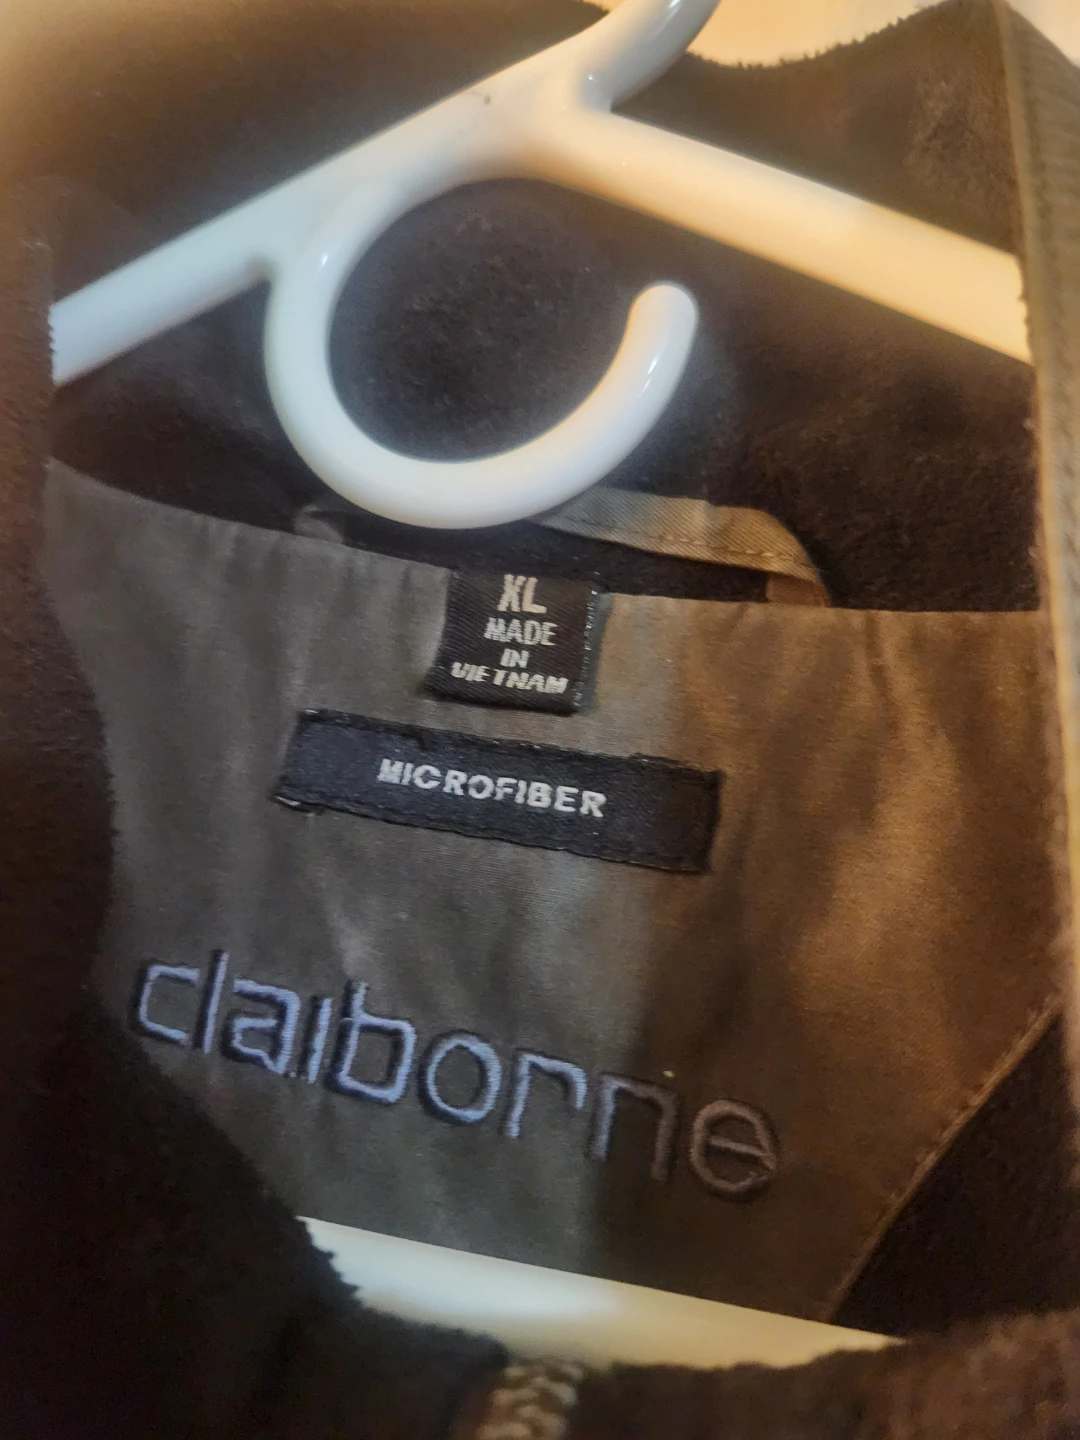 XL
MADE
IN
VIETNAM
MICROFIBER
claiborne